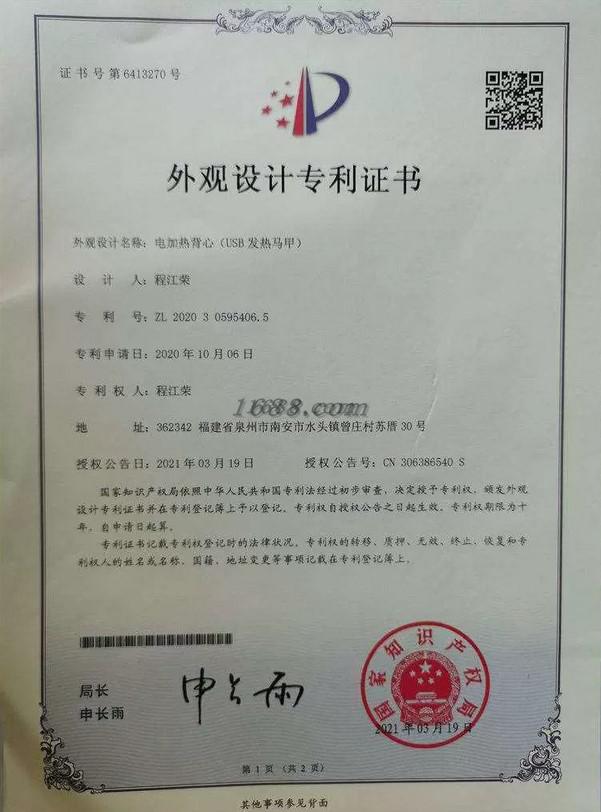 证书号第6413270号
外观设计专利证书
外观设计名称：电加热背心（USB发热马甲）
设计人：程江荣
专利号：ZL 2020 3 0595406.5
专利申请日：2020年10月06日
专利权人：程江荣
1688.com
地址：362342 福建省泉州市南安市水头镇曾庄村苏厝30号
授权公告日：2021年03月19日 授权公告号：CN 306386540 S
国家知识产权局依照中华人民共和国专利法经过初步审查，决定授予专利权，颁发外观
设计专利证书并在专利登记簿上予以登记。专利权自授权公告之日起生效。专利权期限为十
年，自申请日起算。
专利证书记载专利权登记时的法律状况。专利权的转移、质押、无效、终止、恢复和专
利权人的姓名或名称、国籍、地址变更等事项记载在专利登记簿上。
局长
申长雨
申长雨
国家知识产权局
2021年03月19日
第1页（共2页）
其他事项参见背面